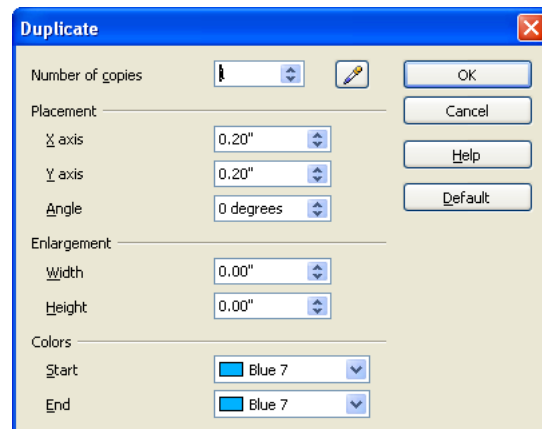 Duplicate
Number of copies
OK
Placement
Cancel
X axis 0.20"
Help
Y axis 0.20"
Angle 0 degrees
Default
Enlargement
Width 0.00"
Height 0.00"
Colors
Start Blue 7
End Blue 7